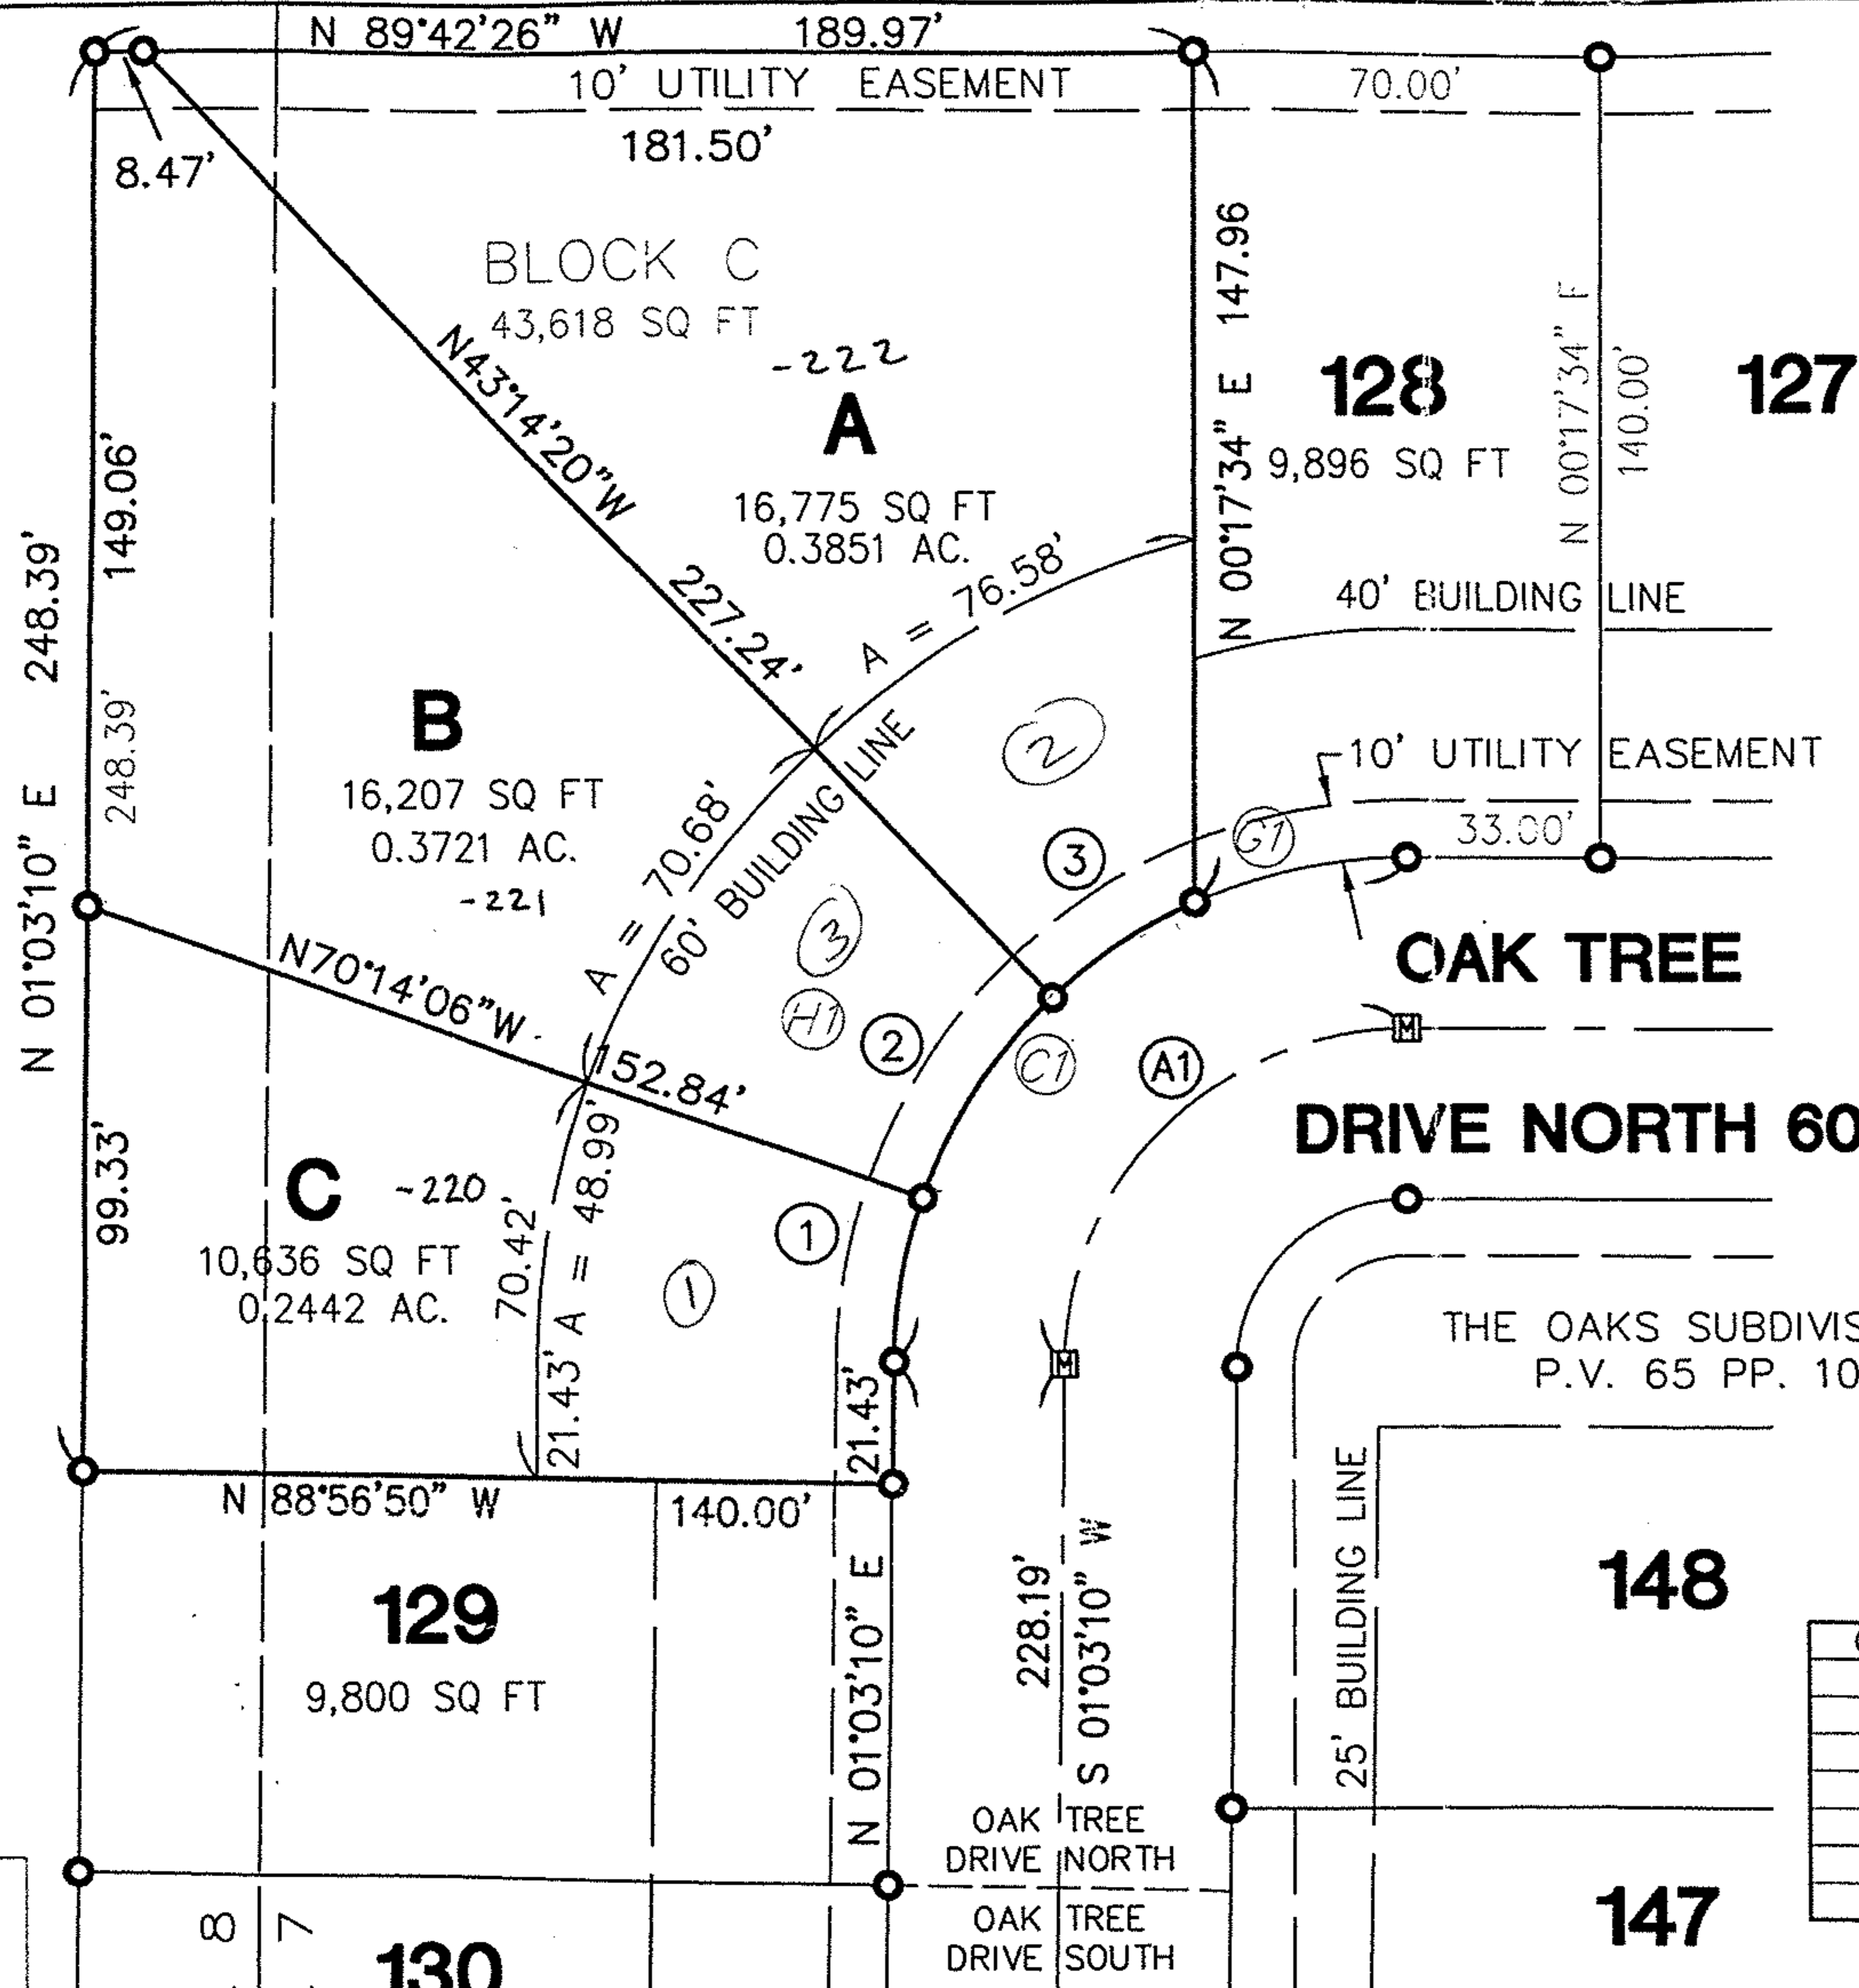 N 89°42'26" W 189.97'
10' UTILITY EASEMENT
70.00'
181.50'
8.47'
BLOCK C
43,618 SQ FT
-222
A
16,775 SQ FT
0.3851 AC.
N43°14'20"W
227.24'
N 00°17'34" E 147.96
128
9,896 SQ FT
N 00°17'34"
140.00'
127
149.06'
N 01°03'10" E 248.39'
248.39'
A = 76.58'
40' BUILDING LINE
B
16,207 SQ FT
0.3721 AC.
-221
A = 70.68'
60' BUILDING LINE
2
3
10' UTILITY EASEMENT
G1
33.00'
3
H1
2
C1
A1
OAK TREE
DRIVE NORTH 60
N70°14'06"W
152.84'
C
-220
10,636 SQ FT
0.2442 AC.
99.33'
70.42'
A = 48.99'
21.43'
1
1
21.43'
M
M
THE OAKS SUBDIVIS
P.V. 65 PP. 10
N 88°56'50" W
140.00'
129
9,800 SQ FT
N 01°03'10" E
228.19'
S 01°03'10" W
25' BUILDING LINE
148
OAK TREE
DRIVE NORTH
OAK TREE
DRIVE SOUTH
147
8
7
130